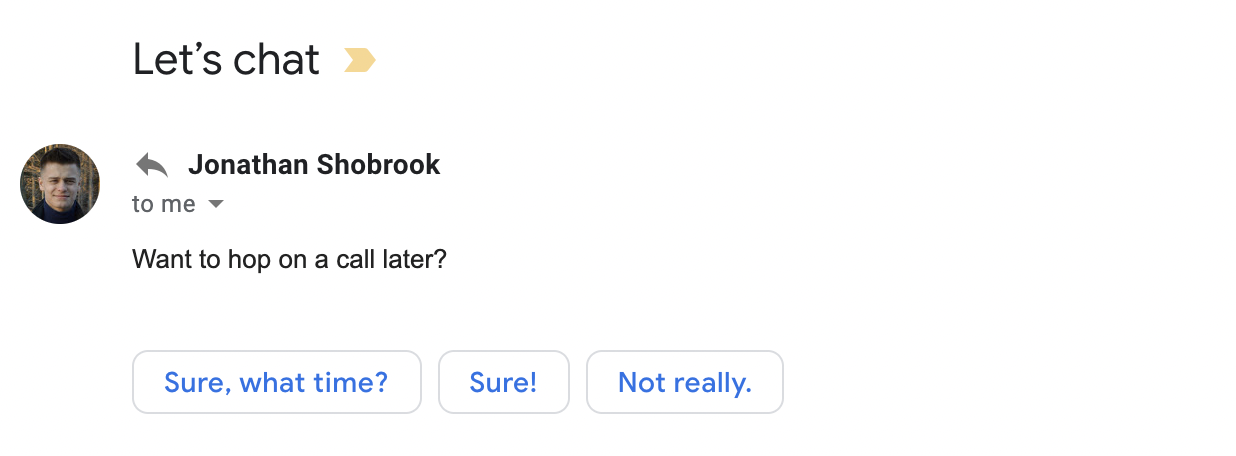 Let’s chat
Jonathan Shobrook
to me
Want to hop on a call later?
Sure, what time?
Sure!
Not really.